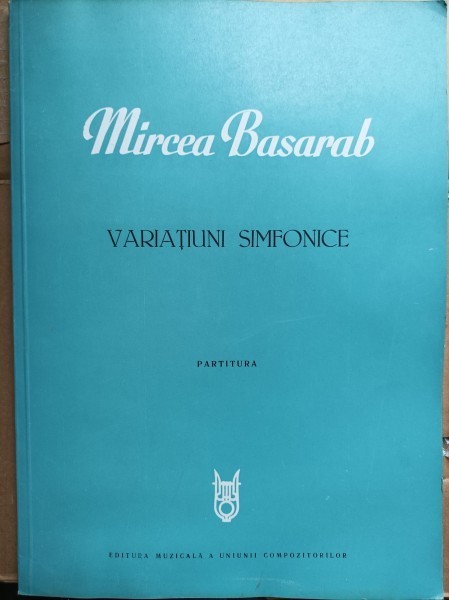 Mircea Basarab
VARIAȚIUNI SIMFONICE
PARTITURA
EDITURA MUZICALĂ A UNIUNII COMPOZITORILOR